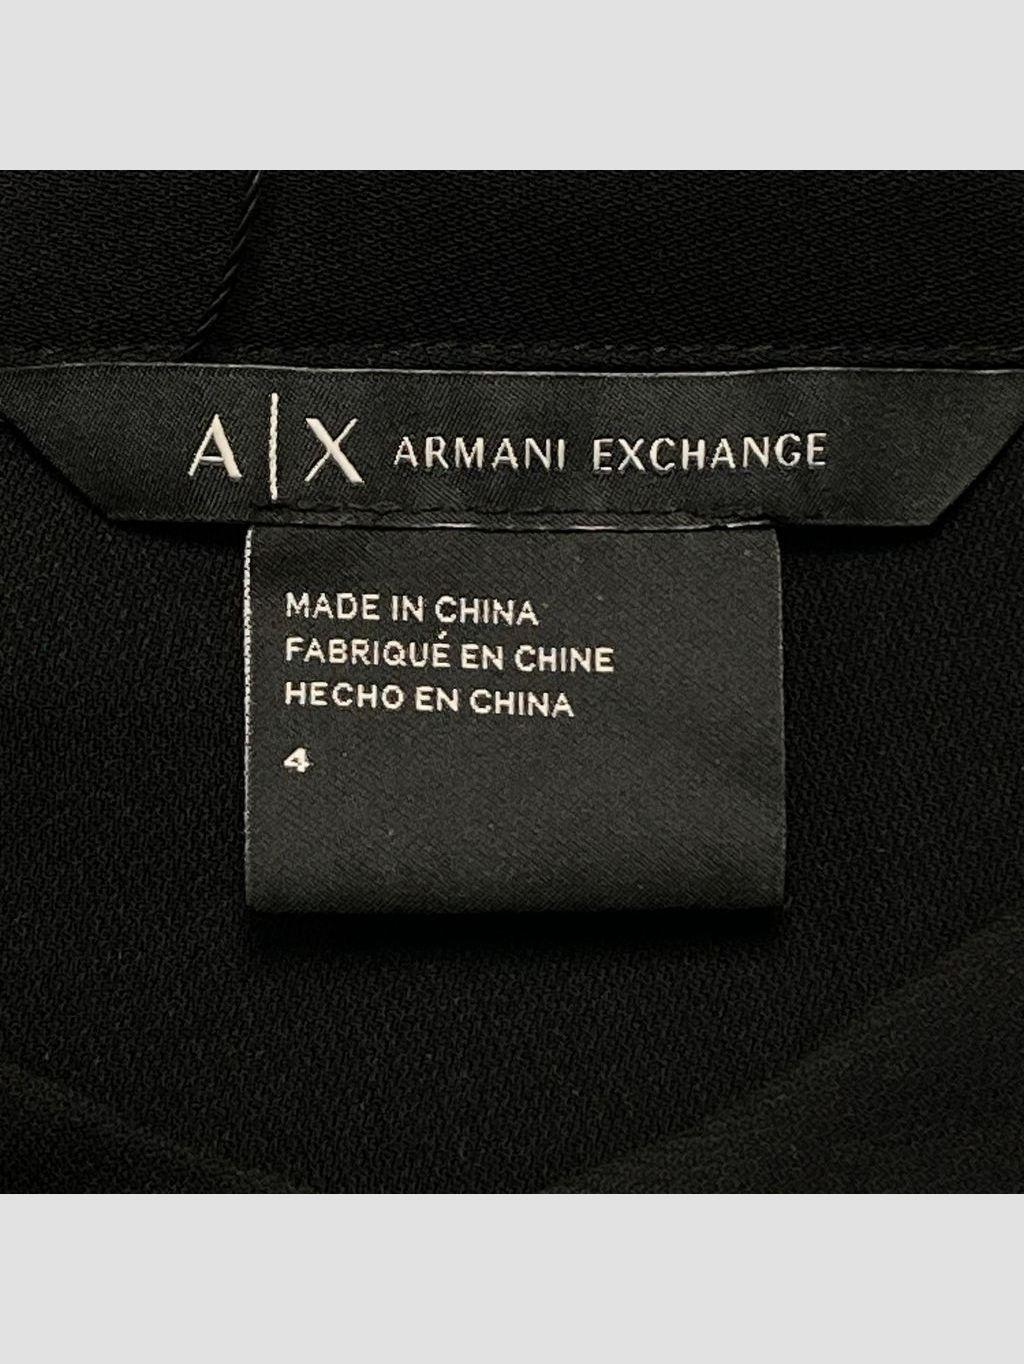 A|X ARMANI EXCHANGE
MADE IN CHINA
FABRIQUÉ EN CHINE
HECHO EN CHINA
4